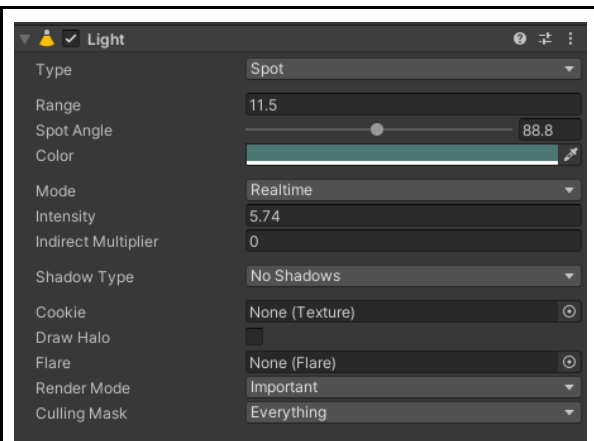 Light
Type Spot
Range 11.5
Spot Angle 88.8
Color
Mode Realtime
Intensity 5.74
Indirect Multiplier 0
Shadow Type No Shadows
Cookie None (Texture)
Draw Halo
Flare None (Flare)
Render Mode Important
Culling Mask Everything